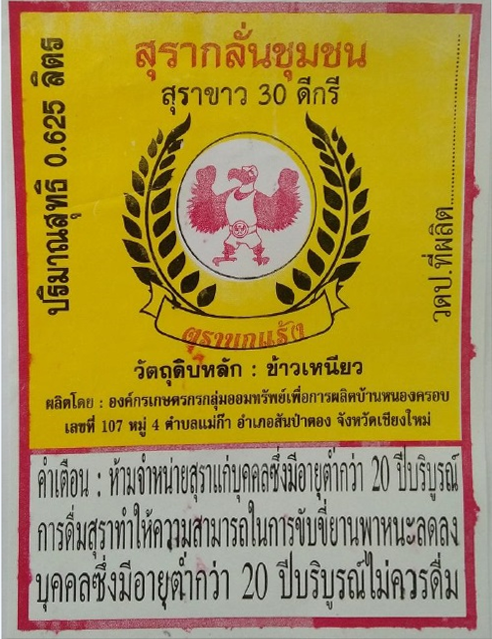 สุรากลั่นชุมชน
สุราขาว 30 ดีกรี
ปริมาณสุทธิ 0.625 ลิตร
วดป.ที่ผลิต
สุรานกแร้ง
วัตถุดิบหลัก : ข้าวเหนียว
ผลิตโดย : องค์กรเกษตรกรกลุ่มออมทรัพย์เพื่อการผลิตบ้านหนองครอบ
เลขที่ 107 หมู่ 4 ตำบลแม่ก๊า อำเภอสันป่าตอง จังหวัดเชียงใหม่
คำเตือน : ห้ามจำหน่ายสุราแก่บุคคลซึ่งมีอายุต่ำกว่า 20 ปีบริบูรณ์
การดื่มสุราทำให้ความสามารถในการขับขี่ยานพาหนะลดลง
บุคคลซึ่งมีอายุต่ำกว่า 20 ปีบริบูรณ์ไม่ควรดื่ม